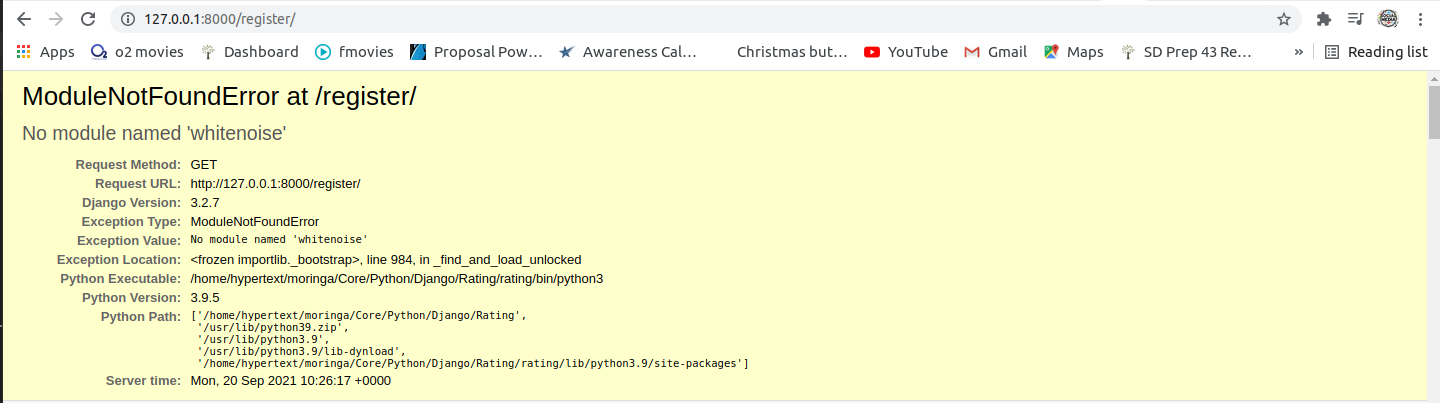 127.0.0.1:8000/register/
Apps o2 movies Dashboard fmovies Proposal Pow... Awareness Cal... Christmas but... YouTube Gmail Maps SD Prep 43 Re... » Reading list
ModuleNotFoundError at /register/
No module named 'whitenoise'
Request Method: GET
Request URL: http://127.0.0.1:8000/register/
Django Version: 3.2.7
Exception Type: ModuleNotFoundError
Exception Value: No module named 'whitenoise'
Exception Location: <frozen importlib._bootstrap>, line 984, in _find_and_load_unlocked
Python Executable: /home/hypertext/moringa/Core/Python/Django/Rating/rating/bin/python3
Python Version: 3.9.5
Python Path: ['/home/hypertext/moringa/Core/Python/Django/Rating',
'/usr/lib/python39.zip',
'/usr/lib/python3.9',
'/usr/lib/python3.9/lib-dynload',
'/home/hypertext/moringa/Core/Python/Django/Rating/rating/lib/python3.9/site-packages']
Server time: Mon, 20 Sep 2021 10:26:17 +0000